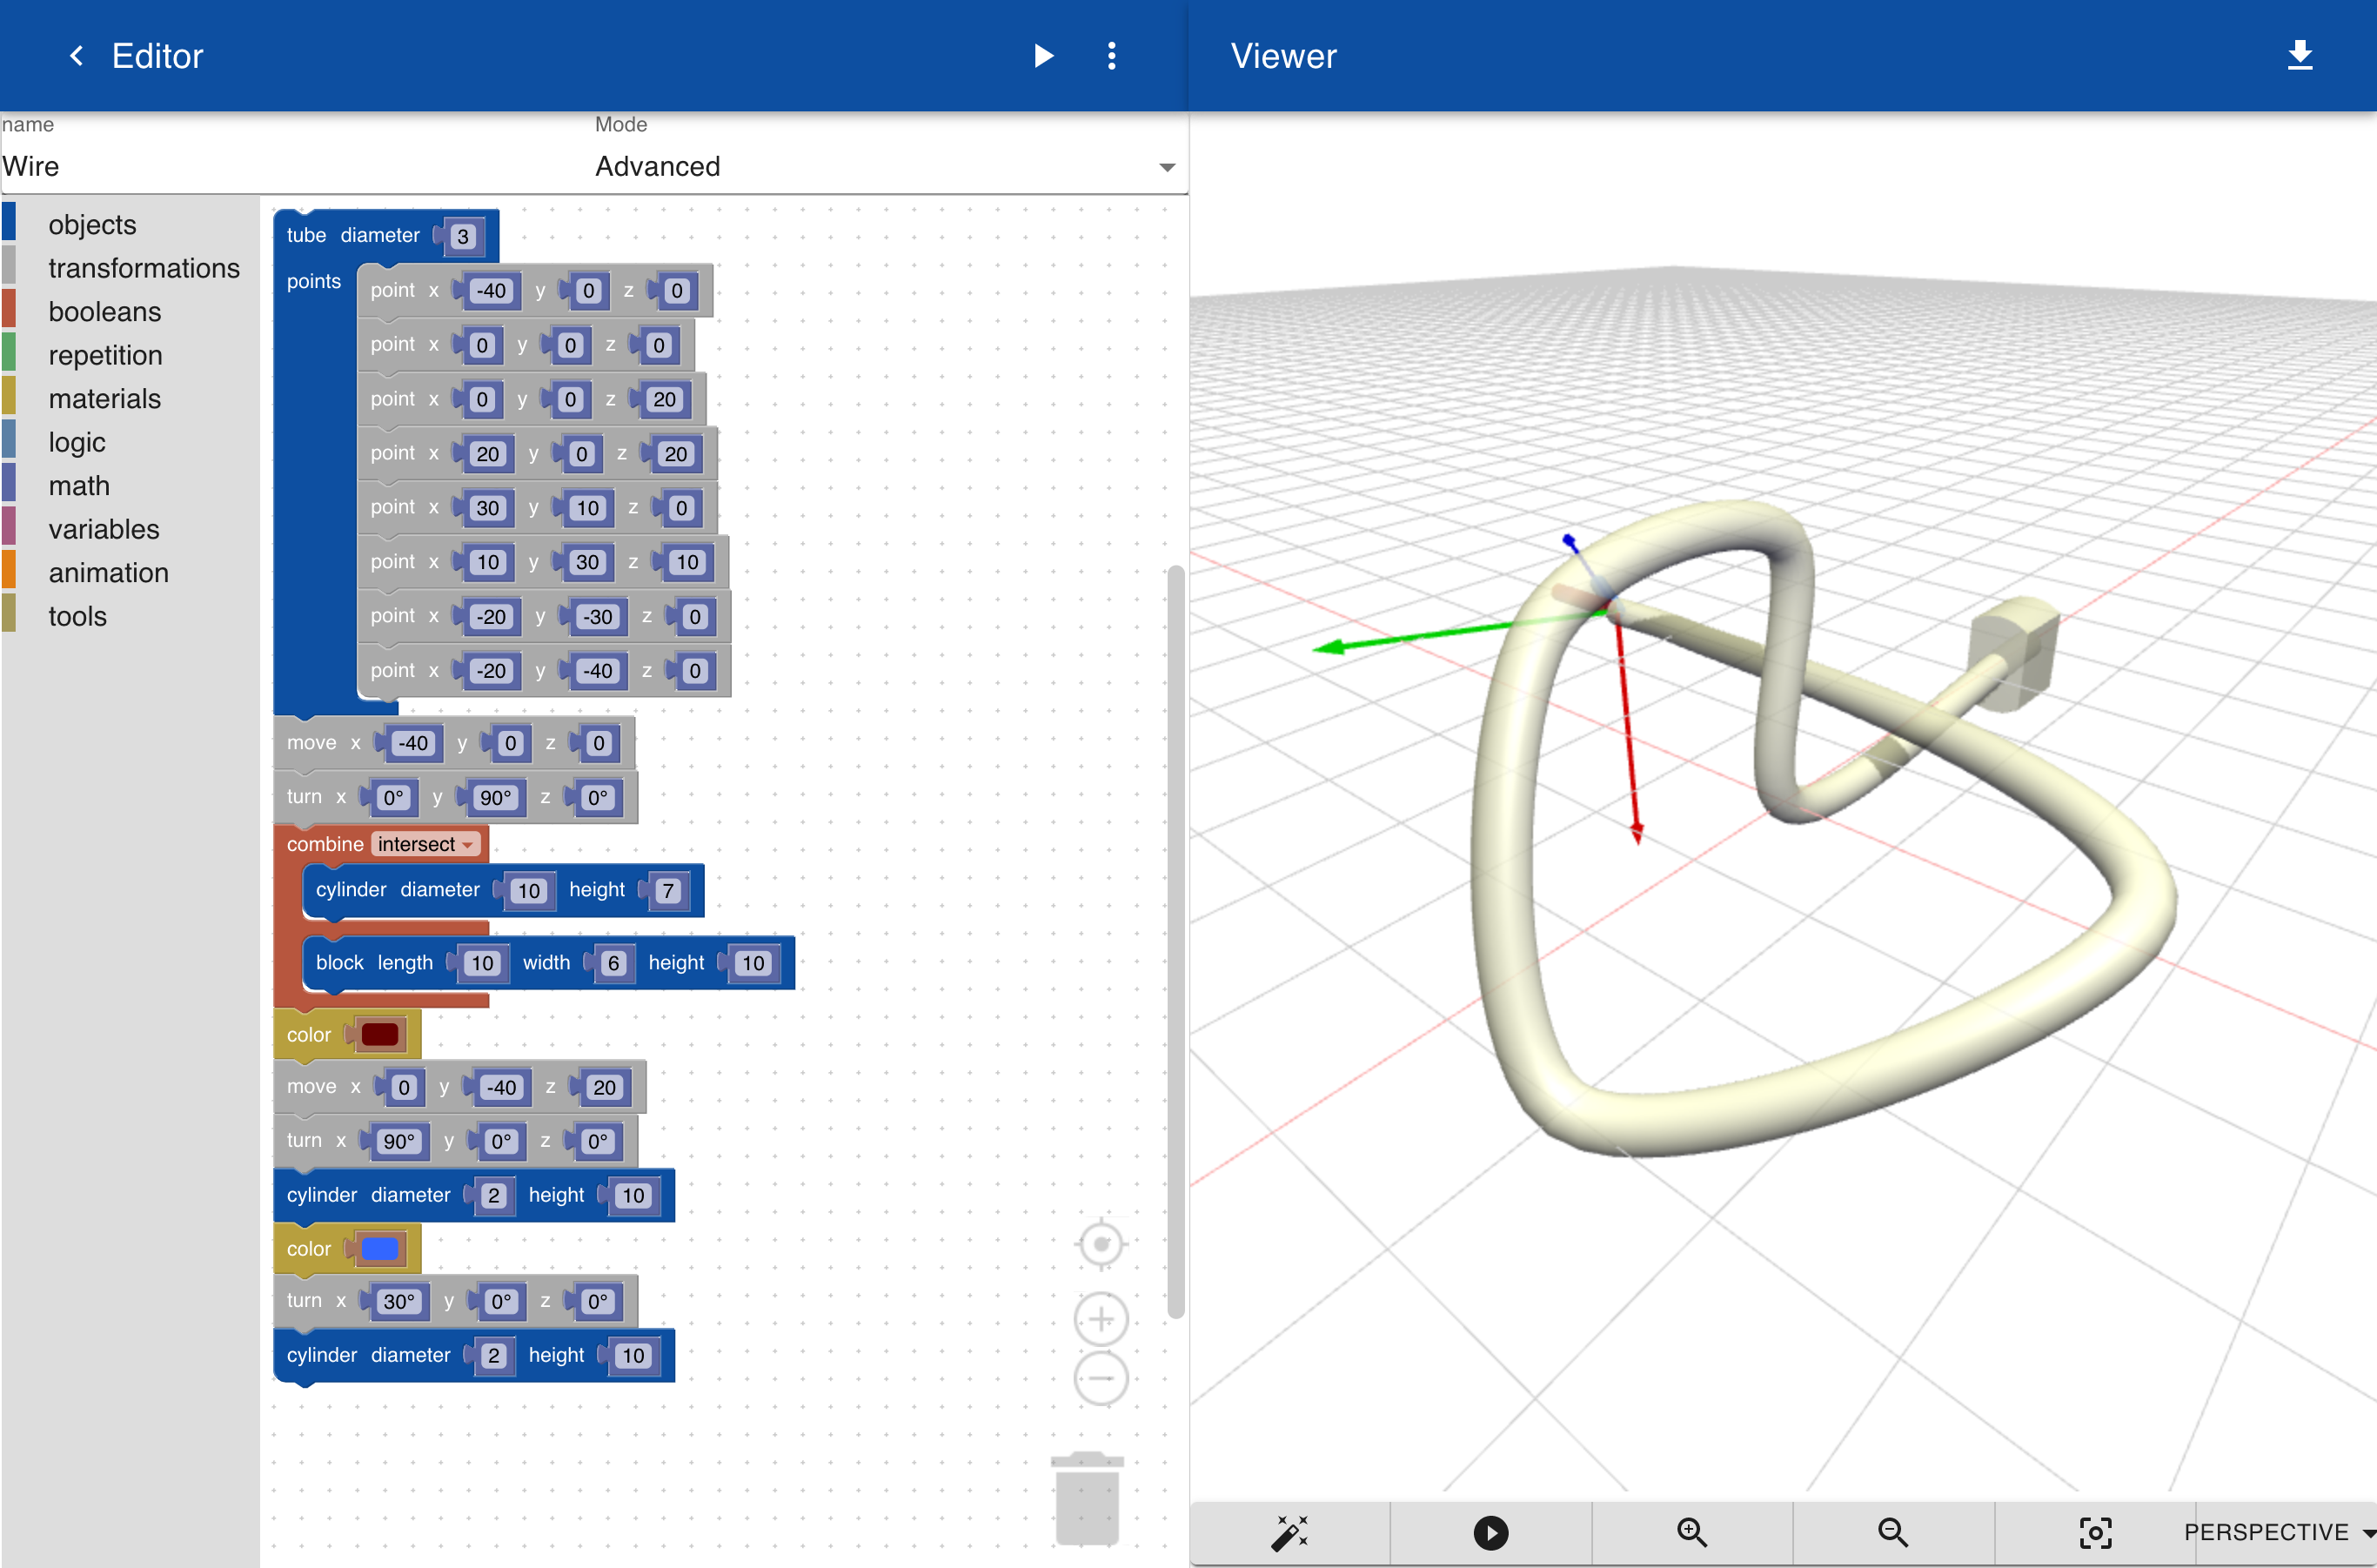 Editor
Viewer
name
Mode
Wire
Advanced
objects
transformations
booleans
repetition
materials
logic
math
variables
animation
tools
tube diameter 3
points
point x -40 y 0 z 0
point x 0 y 0 z 0
point x 0 y 0 z 20
point x 20 y 0 z 20
point x 30 y 10 z 0
point x 10 y 30 z 10
point x -20 y -30 z 0
point x -20 y -40 z 0
move x -40 y 0 z 0
turn x 0° y 90° z 0°
combine intersect
cylinder diameter 10 height 7
block length 10 width 6 height 10
color
move x 0 y -40 z 20
turn x 90° y 0° z 0°
cylinder diameter 2 height 10
color
turn x 30° y 0° z 0°
cylinder diameter 2 height 10
PERSPECTIVE